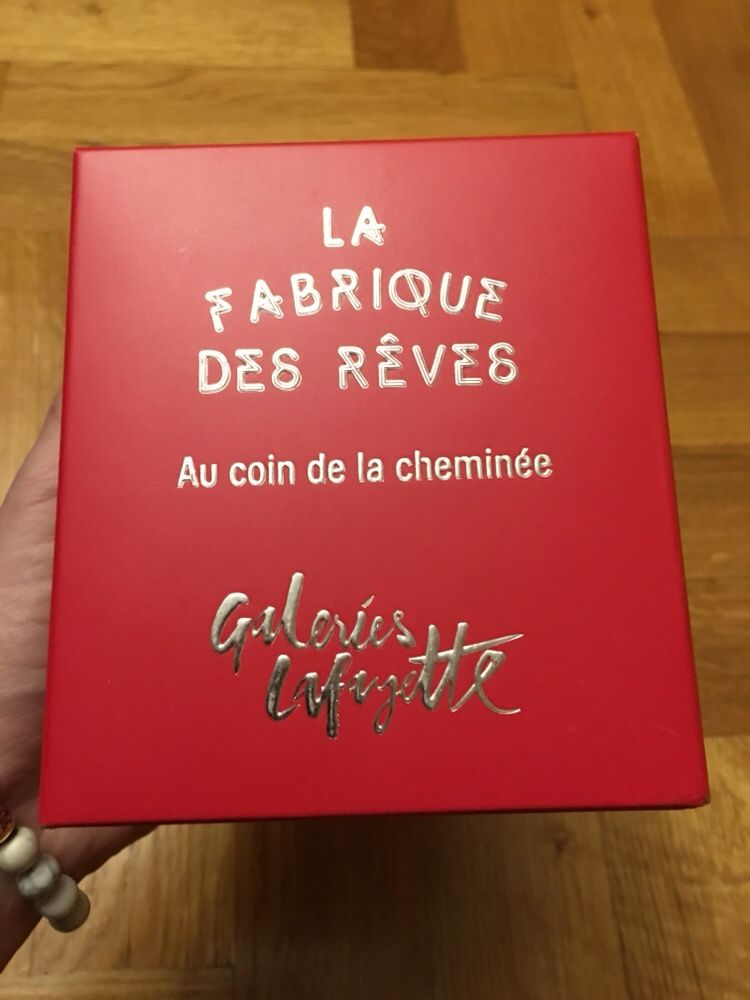 LA
FABRIQUE
DES RÊVES
Au coin de la cheminée
Galeries
Lafayette